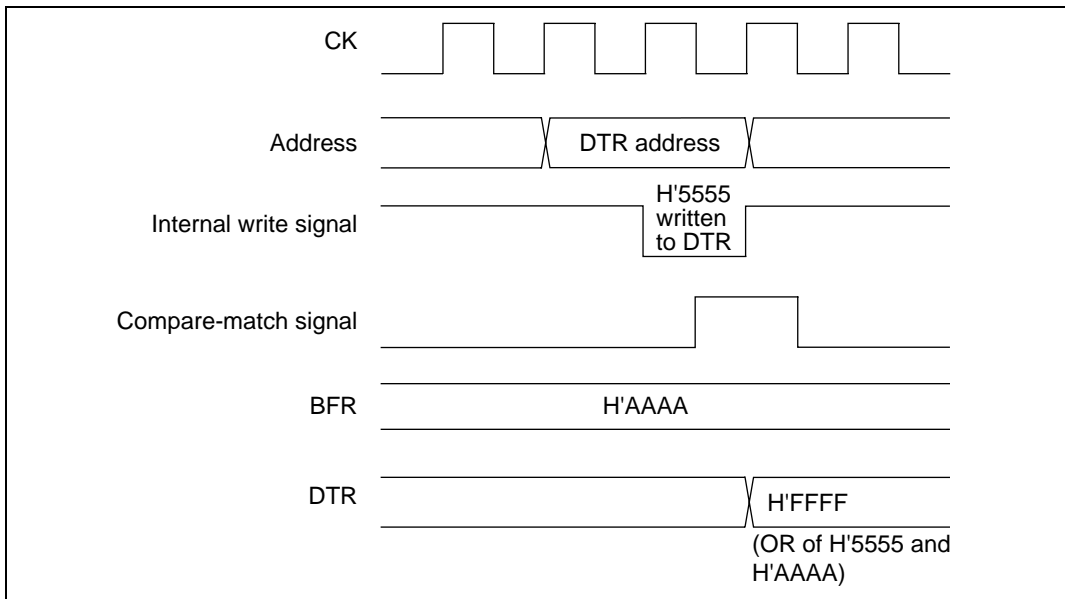 CK
Address
DTR address
Internal write signal
H'5555
written
to DTR
Compare-match signal
BFR
H'AAAA
DTR
H'FFFF
(OR of H'5555 and
H'AAAA)